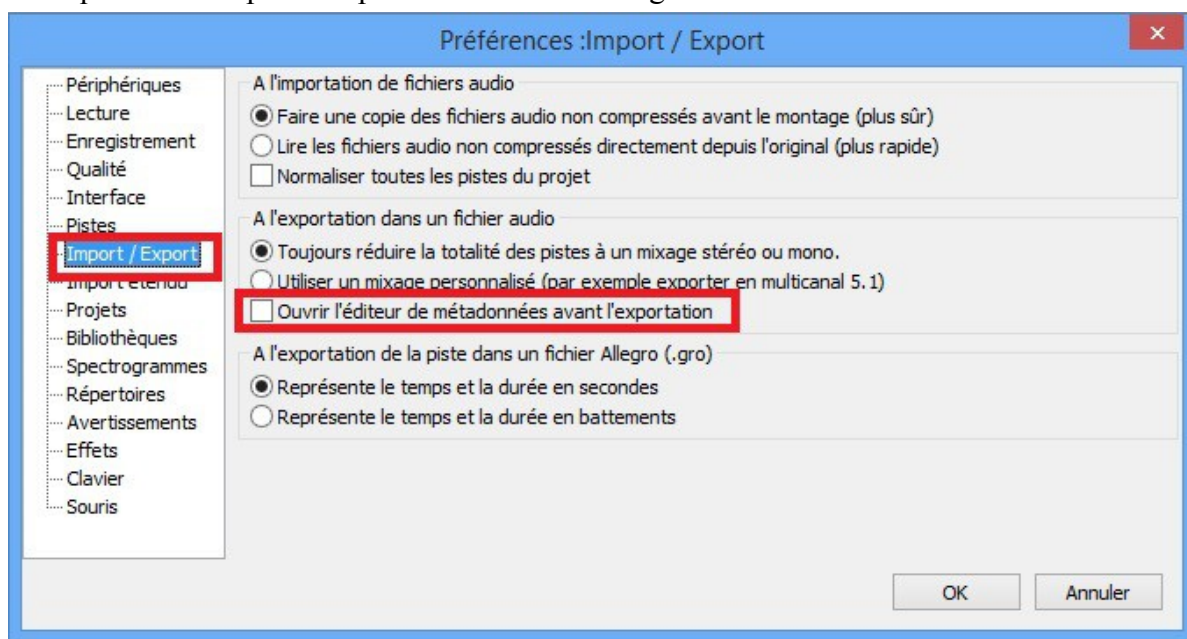 Préférences :Import / Export
Périphériques
Lecture
Enregistrement
Qualité
Interface
Pistes
Import / Export
Import étendu
Projets
Bibliothèques
Spectrogrammes
Répertoires
Avertissements
Effets
Clavier
Souris
A l'importation de fichiers audio
Faire une copie des fichiers audio non compressés avant le montage (plus sûr)
Lire les fichiers audio non compressés directement depuis l'original (plus rapide)
Normaliser toutes les pistes du projet
A l'exportation dans un fichier audio
Toujours réduire la totalité des pistes à un mixage stéréo ou mono.
Utiliser un mixage personnalisé (par exemple exporter en multicanal 5.1)
Ouvrir l'éditeur de métadonnées avant l'exportation
A l'exportation de la piste dans un fichier Allegro (.gro)
Représente le temps et la durée en secondes
Représente le temps et la durée en battements
OK
Annuler